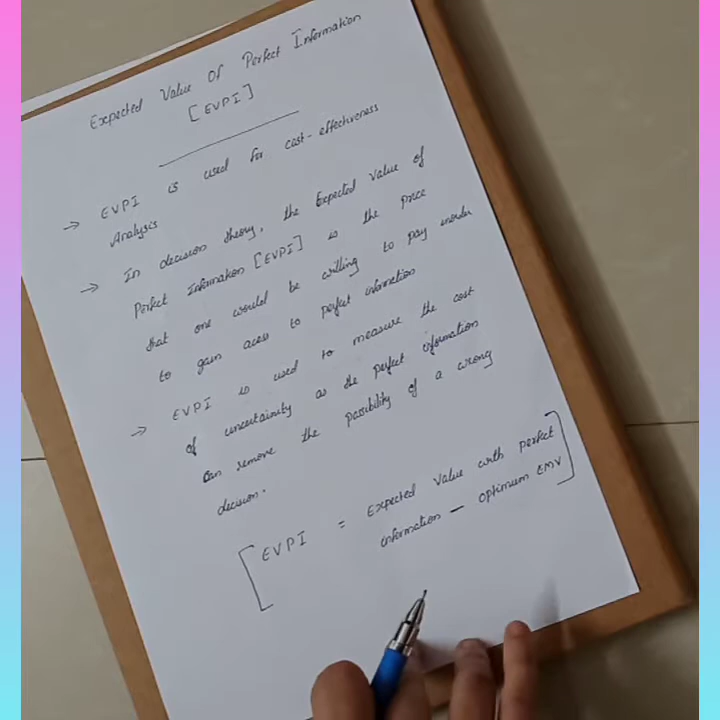 Expected Value Of Perfect Information
[EVPI]
→ EVPI is used for cost-effectiveness
Analysis
→ In decision theory, the Expected Value of
Perfect Information [EVPI] is the price
that one would be willing to pay inorder
to gain acess to perfect information
→ EVPI is used to measure the cost
of uncertainity as the perfect information
Can remove the possibility of a wrong
decision.
[EVPI = Expected Value with perfect
information - optimum EMV]